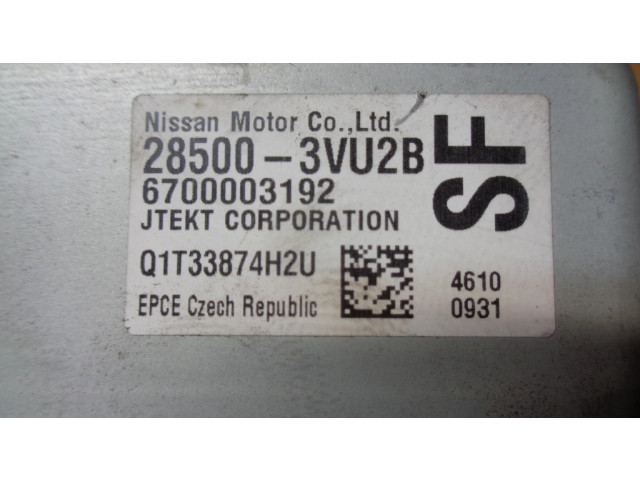 Nissan Motor Co.,Ltd.
28500-3VU2B
6700003192
JTEKT CORPORATION
Q1T33874H2U
EPCE Czech Republic
SF
4610
0931